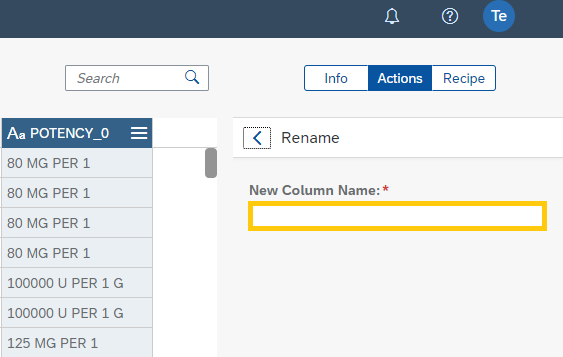 Te
Search
Info Actions Recipe
Aa POTENCY_0
Rename
80 MG PER 1
New Column Name:*
80 MG PER 1
80 MG PER 1
80 MG PER 1
100000 U PER 1 G
100000 U PER 1 G
125 MG PER 1